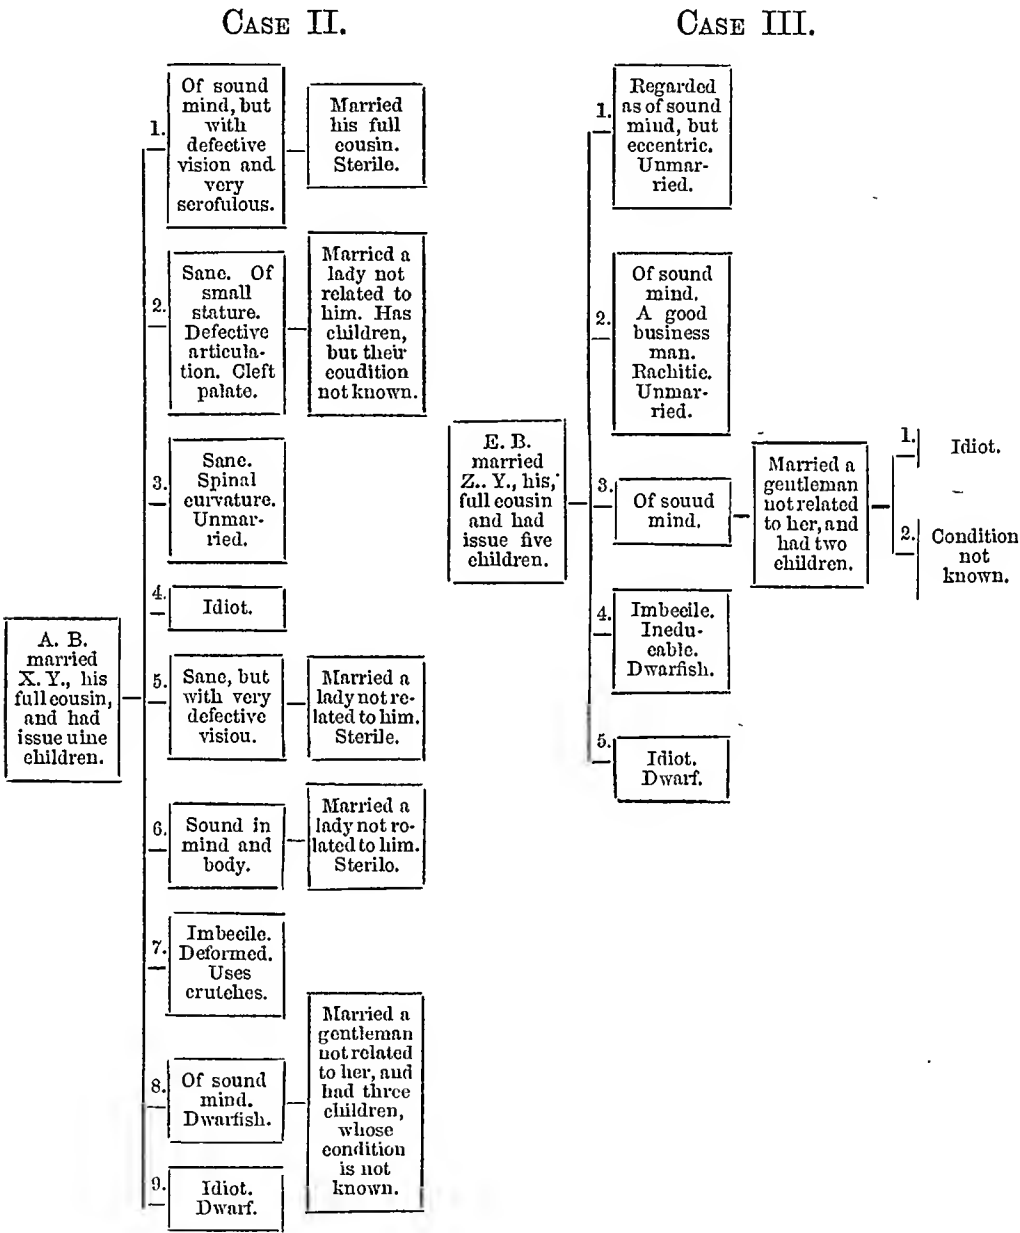 CASE II.
A. B.
married
X. Y., his
full cousin,
and had
issue nine
children.
1.
Of sound
mind, but
with
defective
vision and
very
scrofulous.
Married
his full
cousin.
Sterile.
2.
Sane. Of
small
stature.
Defective
articula-
tion. Cleft
palate.
Married a
lady not
related to
him. Has
children,
but their
condition
not known.
3.
Sane.
Spinal
curvature.
Unmar-
ried.
4.
Idiot.
5.
Sane, but
with very
defective
vision.
Married a
lady not re-
lated to him.
Sterile.
6.
Sound in
mind and
body.
Married a
lady not re-
lated to him.
Sterile.
7.
Imbecile.
Deformed.
Uses
crutches.
8.
Of sound
mind.
Dwarfish.
Married a
gentleman
not related
to her, and
had three
children,
whose
condition
is not
known.
9.
Idiot.
Dwarf.
CASE III.
E. B.
married
Z. Y., his
full cousin
and had
issue five
children.
1.
Regarded
as of sound
mind, but
eccentric.
Unmar-
ried.
2.
Of sound
mind.
A good
business
man.
Rachitic.
Unmar-
ried.
3.
Of sound
mind.
Married a
gentleman
not related
to her, and
had two
children.
1.
Idiot.
2.
Condition
not
known.
4.
Imbecile.
Inedu-
cable.
Dwarfish.
5.
Idiot.
Dwarf.